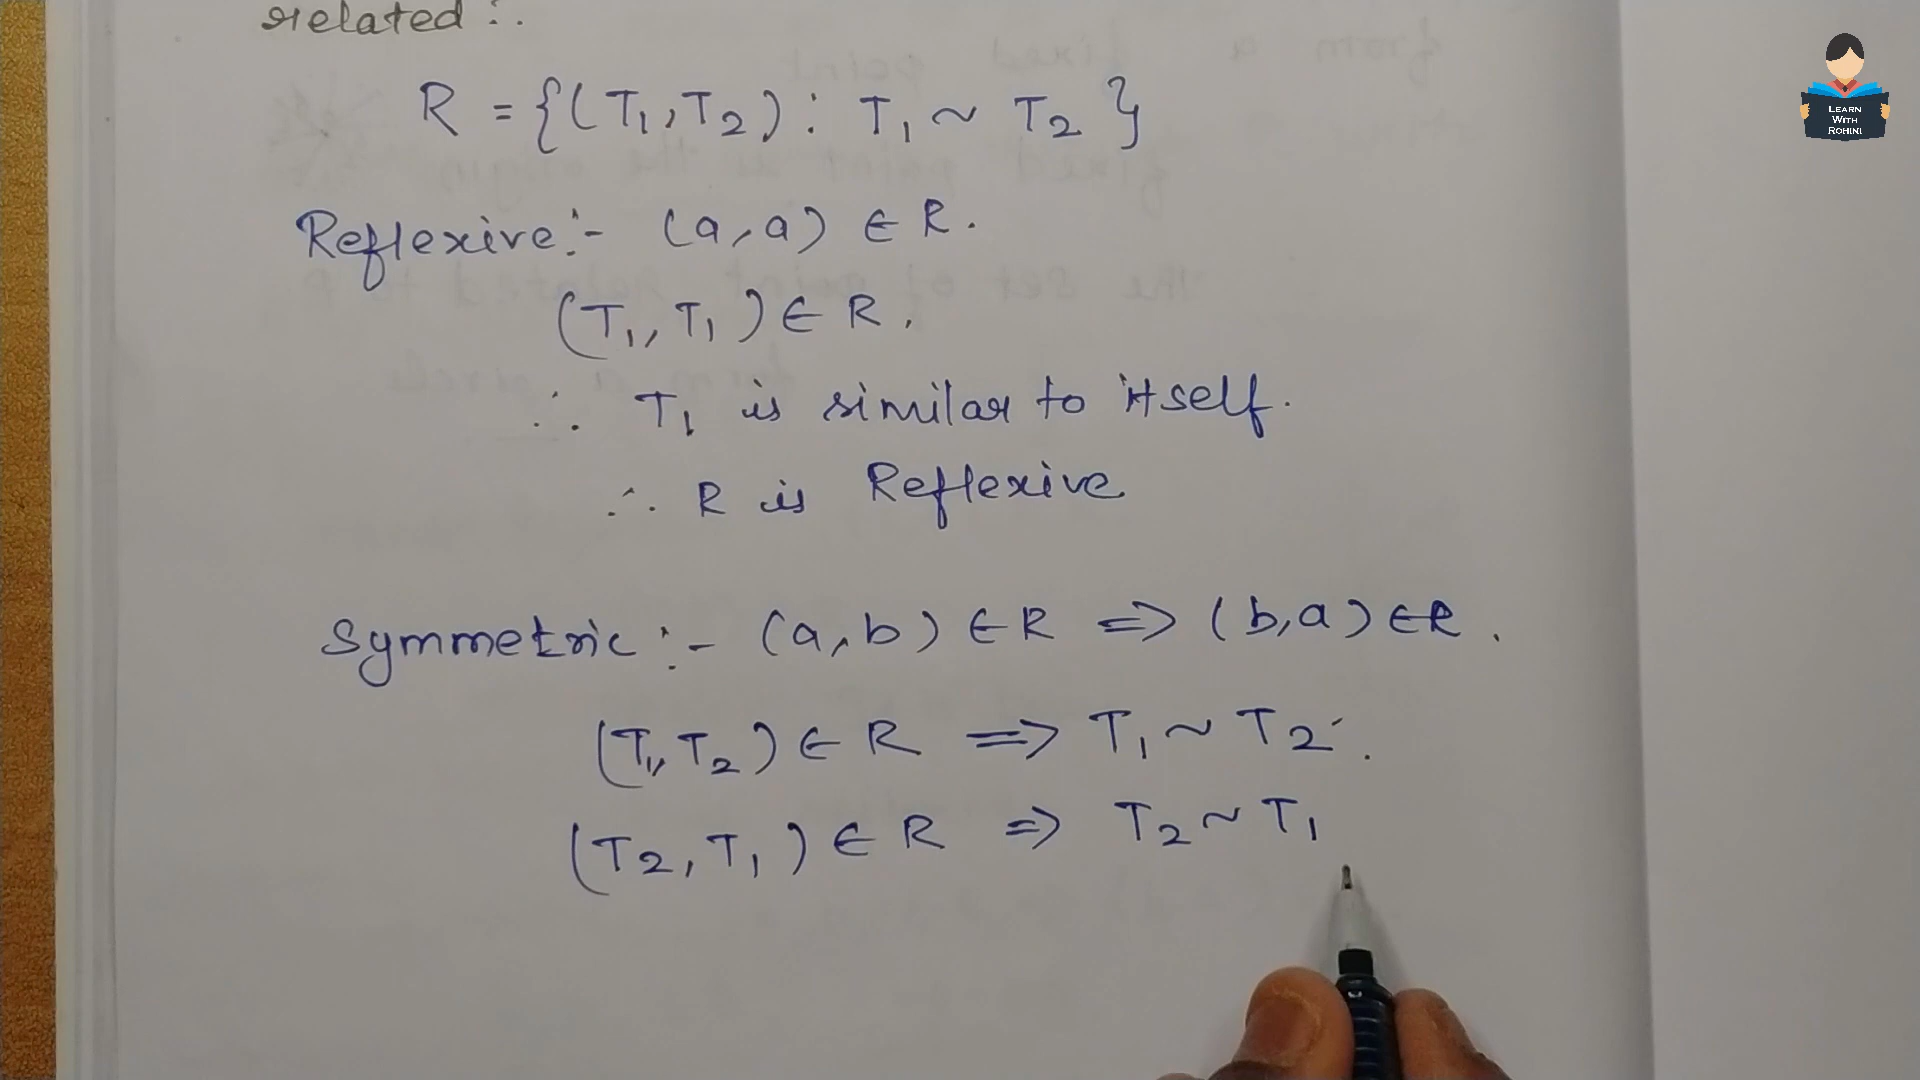 related :.
R = {(T₁,T₂) : T₁ ~ T₂ }
Reflexive :- (a,a) ∈ R.
(T₁, T₁) ∈ R.
∴ T₁ is similar to itself.
∴ R is Reflexive
Symmetric :- (a,b) ∈ R => (b,a) ∈ R.
(T₁, T₂) ∈ R => T₁ ~ T₂.
(T₂, T₁) ∈ R => T₂ ~ T₁
LEARN
WITH
ROHINI